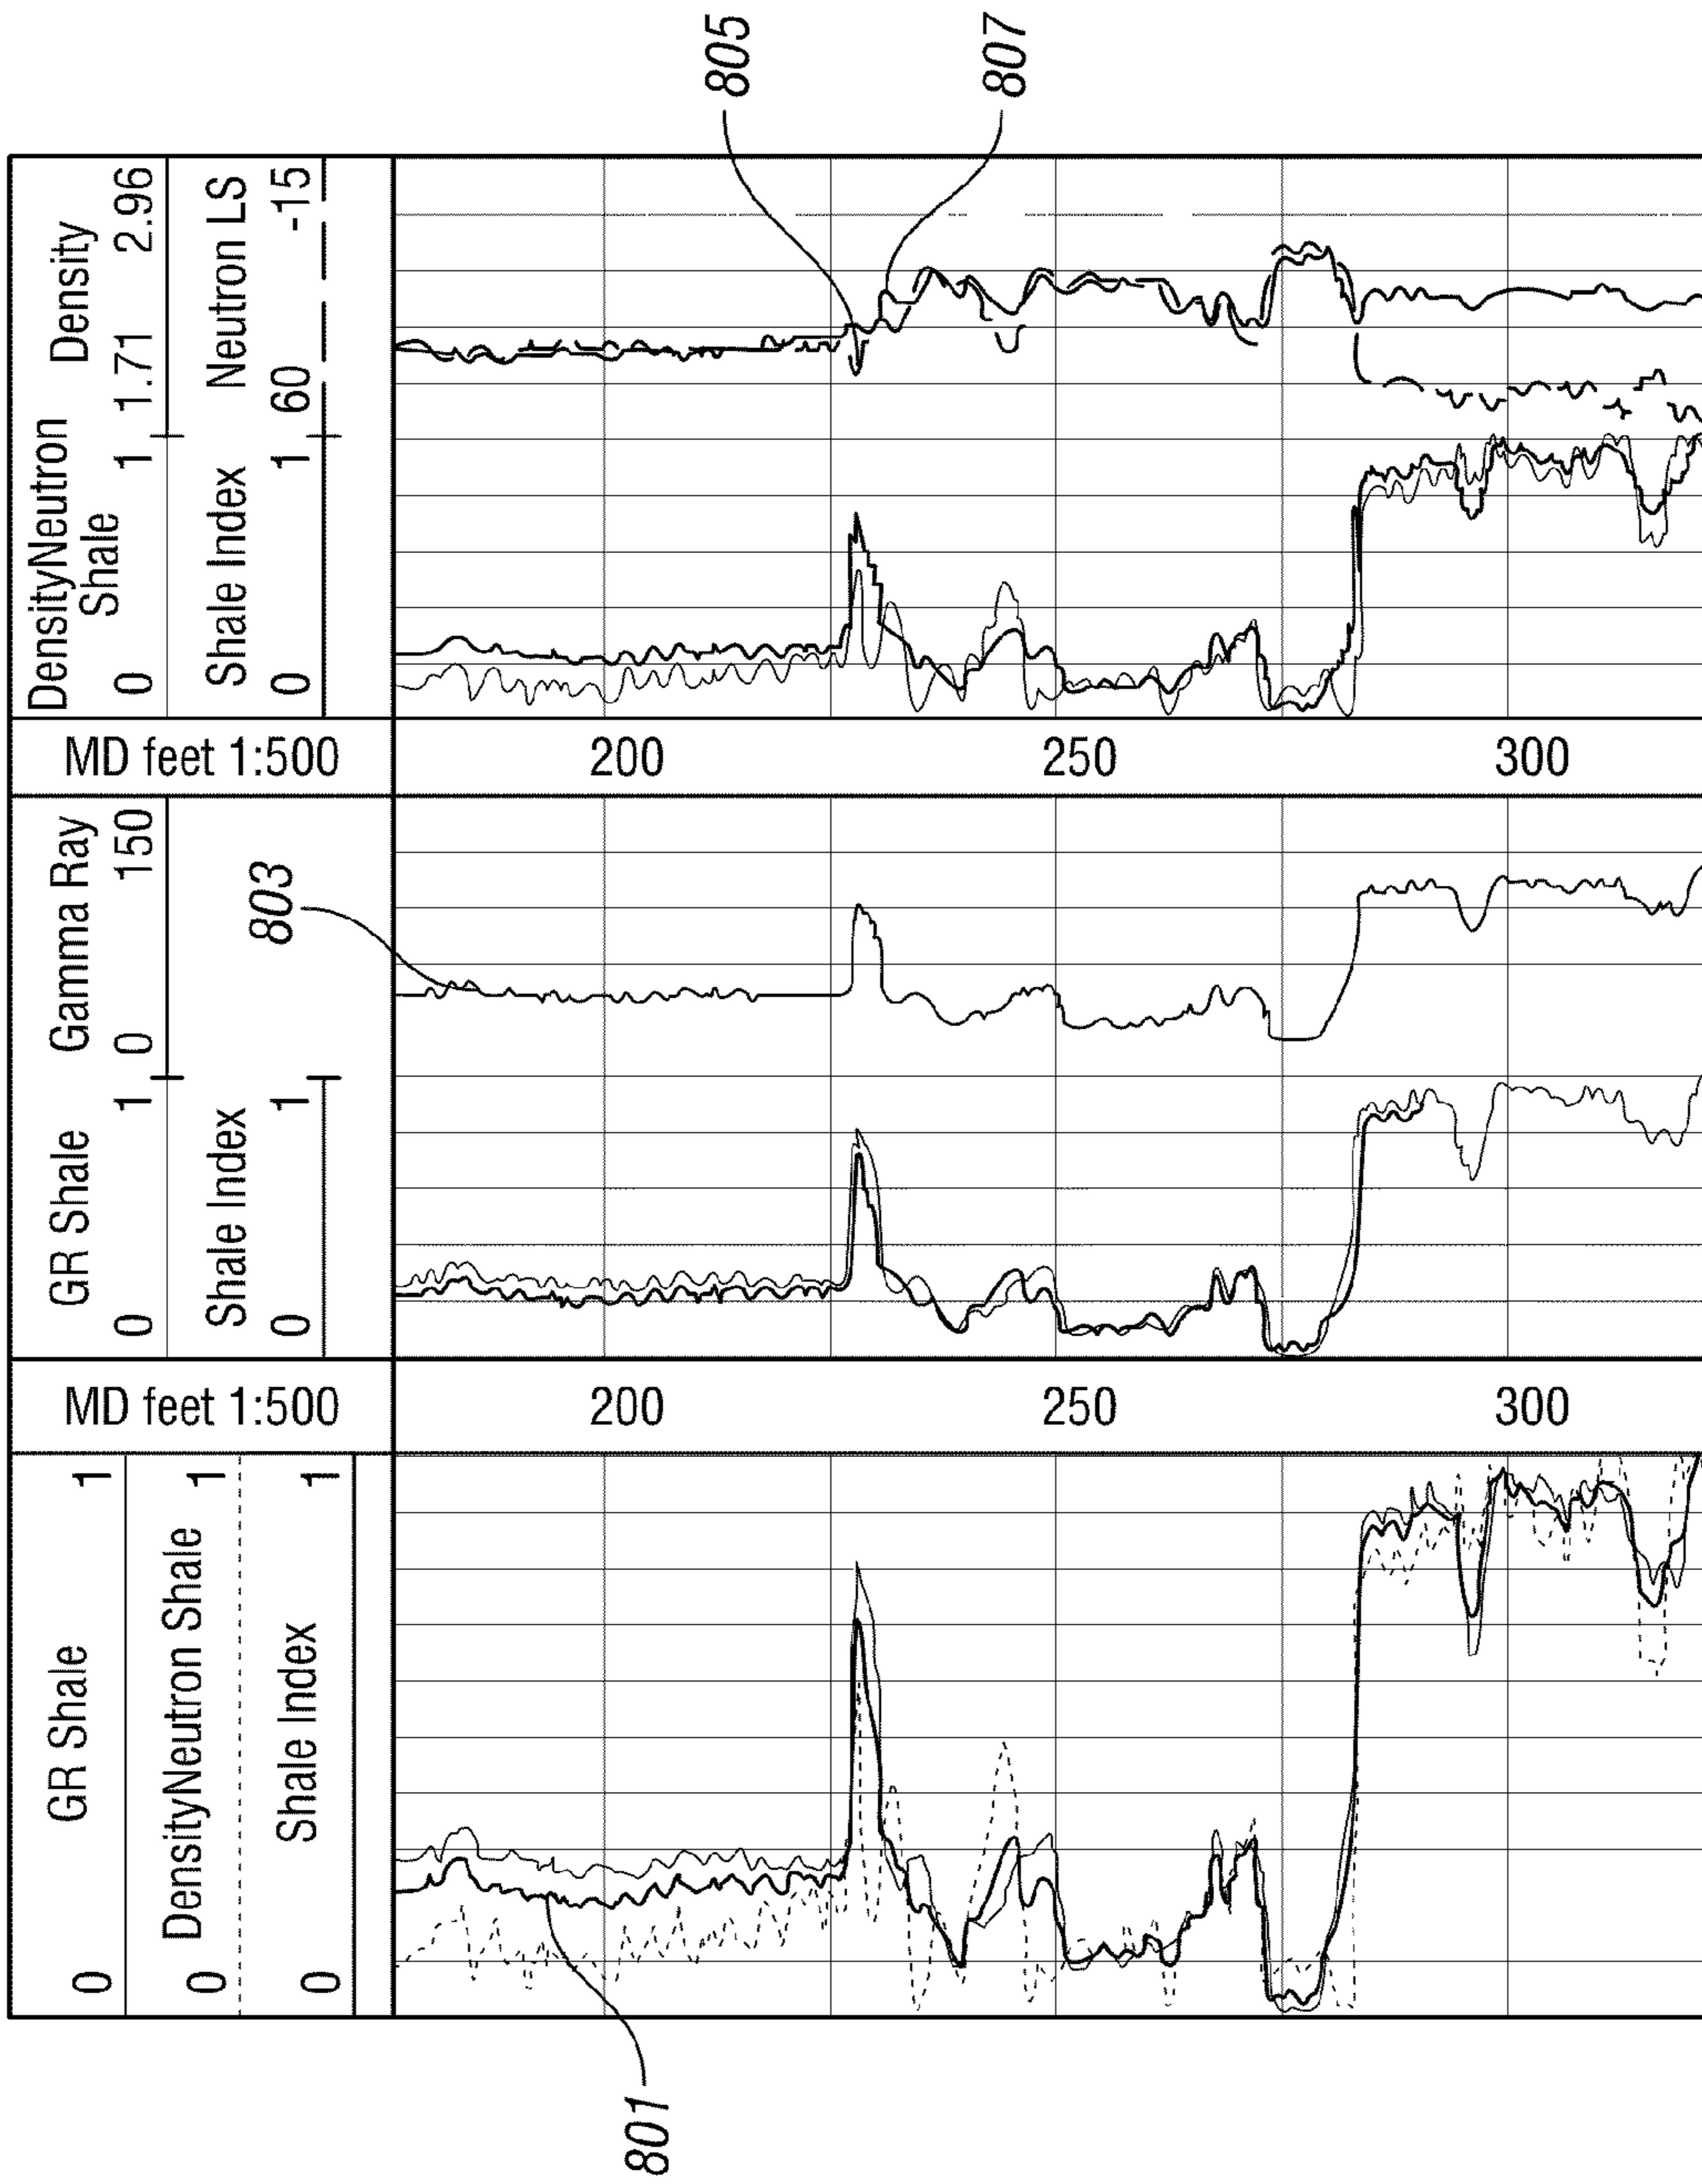 GR Shale
0 1
DensityNeutron Shale
0 1
Shale Index
0 1
801
MD feet 1:500
200
250
300
GR Shale Gamma Ray
0 1 0 150
Shale Index
0 1
803
MD feet 1:500
200
250
300
DensityNeutron
Shale Density
0 1 1.71 2.96
Shale Index Neutron LS
0 1 60 -15
805
807